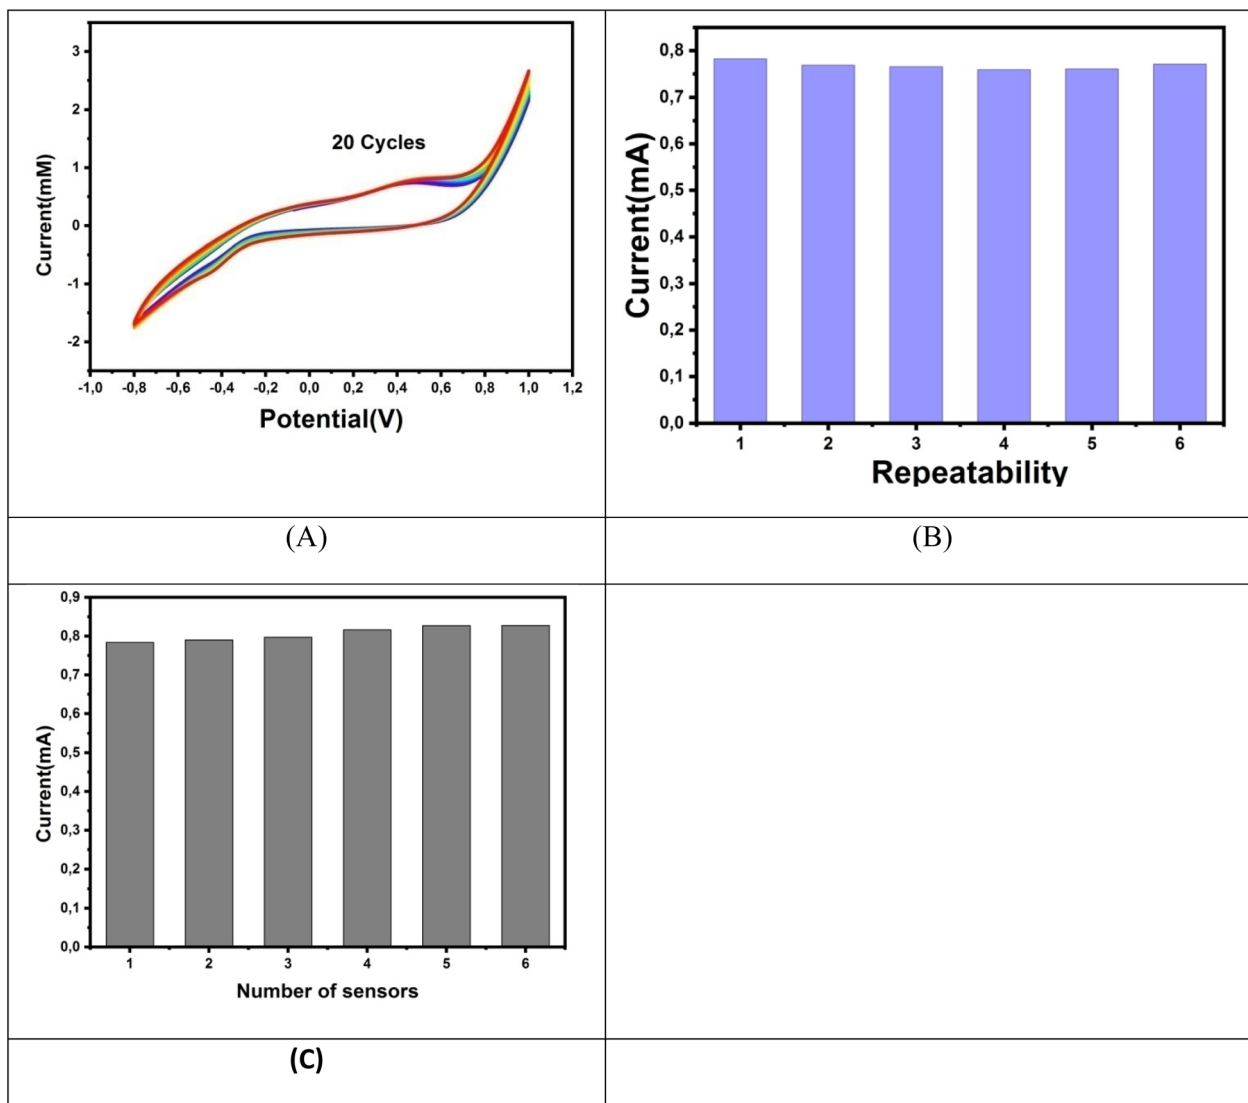 3
2
1
0
-1
-2
Current(mM)
20 Cycles
-1,0 -0,8 -0,6 -0,4 -0,2 0,0 0,2 0,4 0,6 0,8 1,0 1,2
Potential(V)
0,8
0,7
0,6
0,5
0,4
0,3
0,2
0,1
0,0
Current(mA)
1 2 3 4 5 6
Repeatability
(A)
(B)
0,9
0,8
0,7
0,6
0,5
0,4
0,3
0,2
0,1
0,0
Current(mA)
1 2 3 4 5 6
Number of sensors
(C)